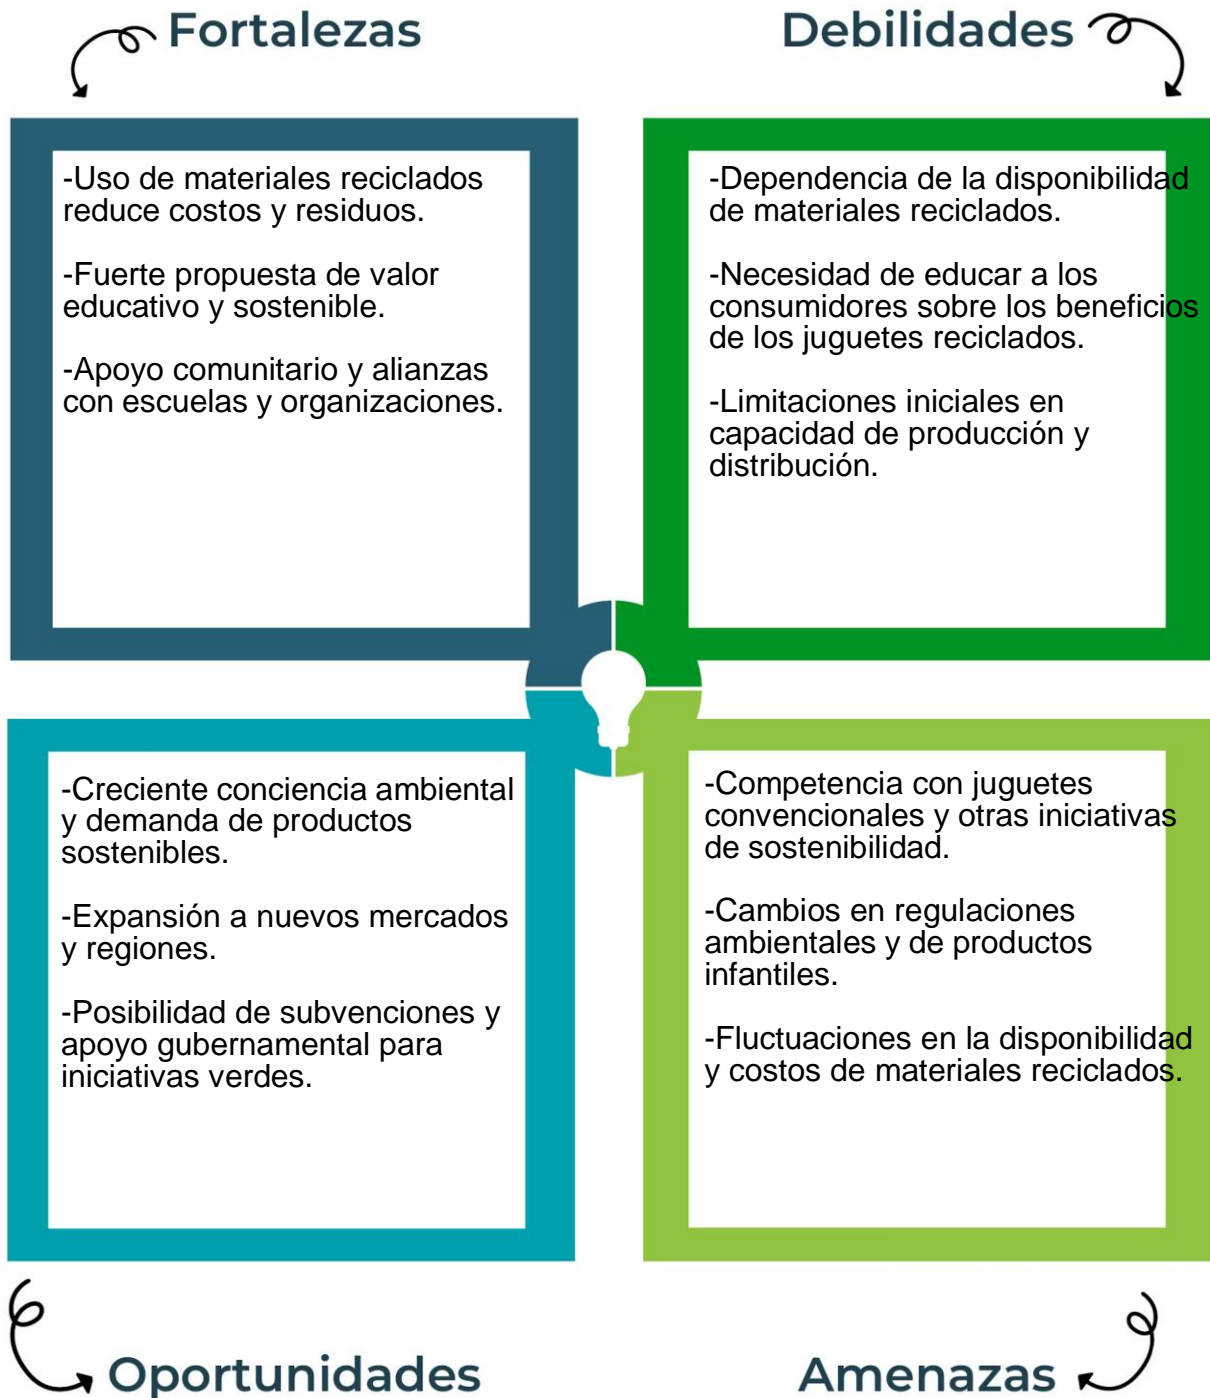 Fortalezas
-Uso de materiales reciclados
reduce costos y residuos.
-Fuerte propuesta de valor
educativo y sostenible.
-Apoyo comunitario y alianzas
con escuelas y organizaciones.
Debilidades
-Dependencia de la disponibilidad
de materiales reciclados.
-Necesidad de educar a los
consumidores sobre los beneficios
de los juguetes reciclados.
-Limitaciones iniciales en
capacidad de producción y
distribución.
-Creciente conciencia ambiental
y demanda de productos
sostenibles.
-Expansión a nuevos mercados
y regiones.
-Posibilidad de subvenciones y
apoyo gubernamental para
iniciativas verdes.
Oportunidades
-Competencia con juguetes
convencionales y otras iniciativas
de sostenibilidad.
-Cambios en regulaciones
ambientales y de productos
infantiles.
-Fluctuaciones en la disponibilidad
y costos de materiales reciclados.
Amenazas